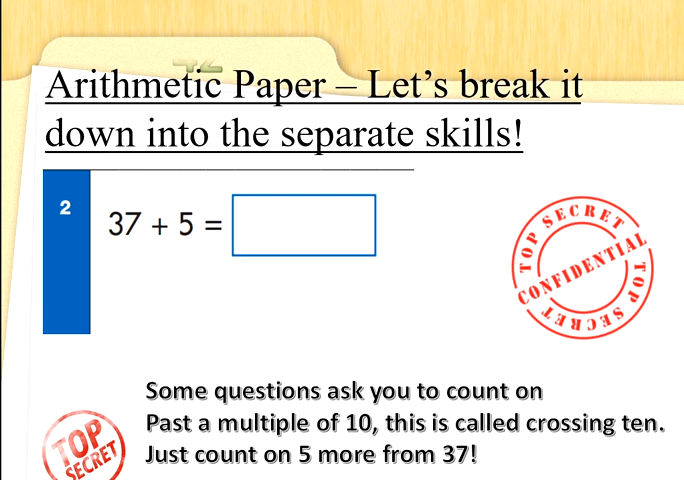 42
Arithmetic Paper – Let's break it
down into the separate skills!
2
37 + 5 =
TOP SECRET
CONFIDENTIAL
TOP SECRET
Some questions ask you to count on
Past a multiple of 10, this is called crossing ten.
Just count on 5 more from 37!
TOP
SECRET